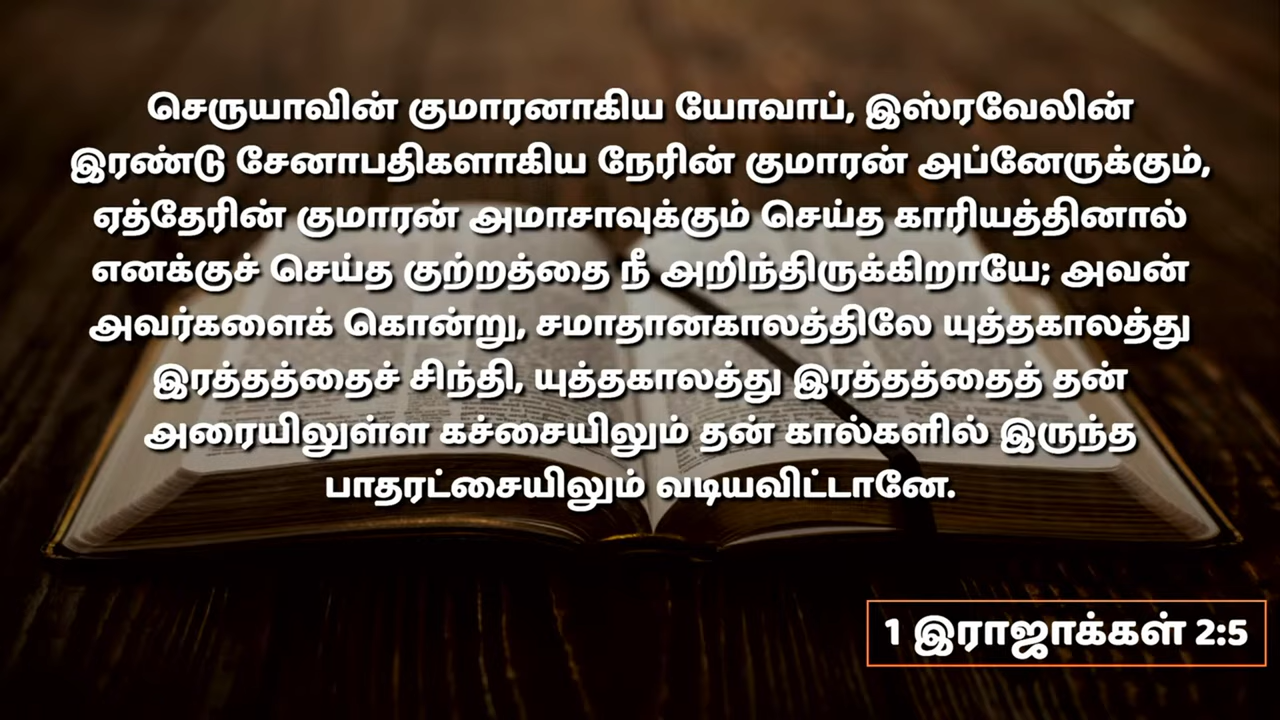 செருயாவின் குமாரனாகிய யோவாப், இஸ்ரவேலின்
இரண்டு சேனாபதிகளாகிய நேரின் குமாரன் அப்னேருக்கும்,
ஏத்தேரின் குமாரன் அமாசாவுக்கும் செய்த காரியத்தினால்
எனக்குச் செய்த குற்றத்தை நீ அறிந்திருக்கிறாயே; அவன்
அவர்களைக் கொன்று, சமாதானகாலத்திலே யுத்தகாலத்து
இரத்தத்தைச் சிந்தி, யுத்தகாலத்து இரத்தத்தைத் தன்
அரையிலுள்ள கச்சையிலும் தன் கால்களில் இருந்த
பாதரட்சையிலும் வடியவிட்டானே.
1 இராஜாக்கள் 2:5